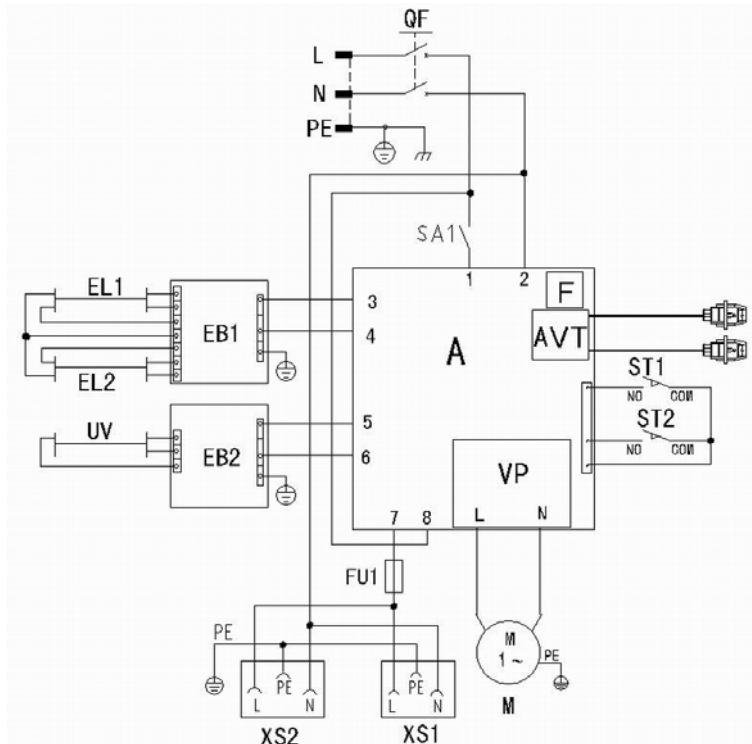 QF
L
N
PE
SA1
1 2
F
EL1
3
EB1
4
A
AVT
EL2
ST1
NO COM
UV
5
ST2
EB2
6
NO COM
VP
7 8
L N
FU1
PE
M
1 ~
PE
L PE N
L PE N
M
XS2
XS1